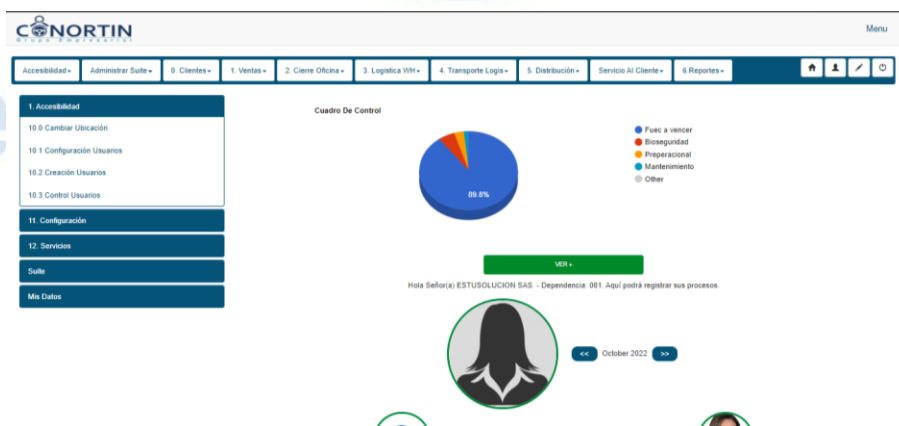 CONORTIN
Grupo Empresarial
Menu
Accesibilidad
Administrar Suite
0. Clientes
1. Ventas
2. Cierre Oficina
3. Logística WH
4. Transporte Logis
5. Distribución
Servicio Al Cliente
6.Reportes
1. Accesibilidad
10.0 Cambiar Ubicación
10.1 Configuración Usuarios
10.2 Creación Usuarios
10.3 Control Usuarios
11. Configuración
12. Servicios
Suite
Mis Datos
Cuadro De Control
89.8%
Fuec a vencer
Bioseguridad
Preperacional
Mantenimiento
Other
VER +
Hola Señor(a) ESTUSOLUCION SAS. - Dependencia: 001. Aquí podrá registrar sus procesos.
<< October 2022 >>